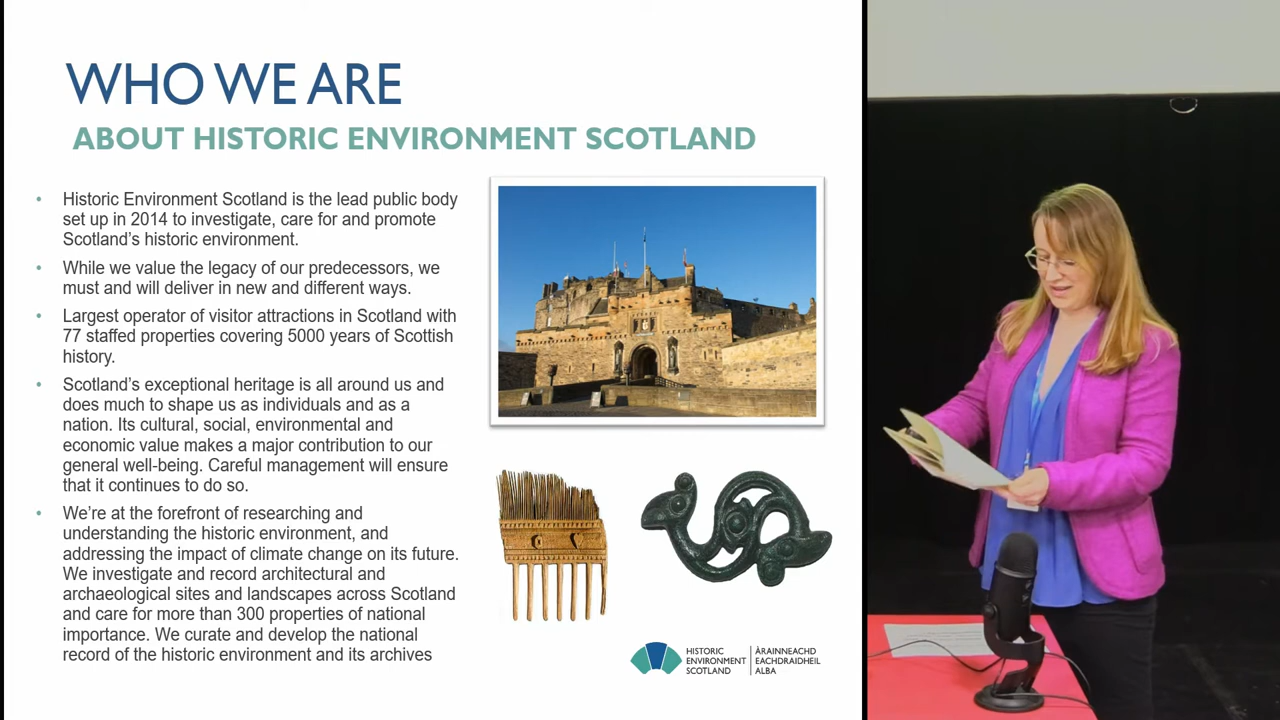 WHO WE ARE
ABOUT HISTORIC ENVIRONMENT SCOTLAND
• Historic Environment Scotland is the lead public body
set up in 2014 to investigate, care for and promote
Scotland’s historic environment.
• While we value the legacy of our predecessors, we
must and will deliver in new and different ways.
• Largest operator of visitor attractions in Scotland with
77 staffed properties covering 5000 years of Scottish
history.
• Scotland’s exceptional heritage is all around us and
does much to shape us as individuals and as a
nation. Its cultural, social, environmental and
economic value makes a major contribution to our
general well-being. Careful management will ensure
that it continues to do so.
• We’re at the forefront of researching and
understanding the historic environment, and
addressing the impact of climate change on its future.
We investigate and record architectural and
archaeological sites and landscapes across Scotland
and care for more than 300 properties of national
importance. We curate and develop the national
record of the historic environment and its archives
HISTORIC
ENVIRONMENT
SCOTLAND
ÀRAINNEACHD
EACHDRAIDHEIL
ALBA